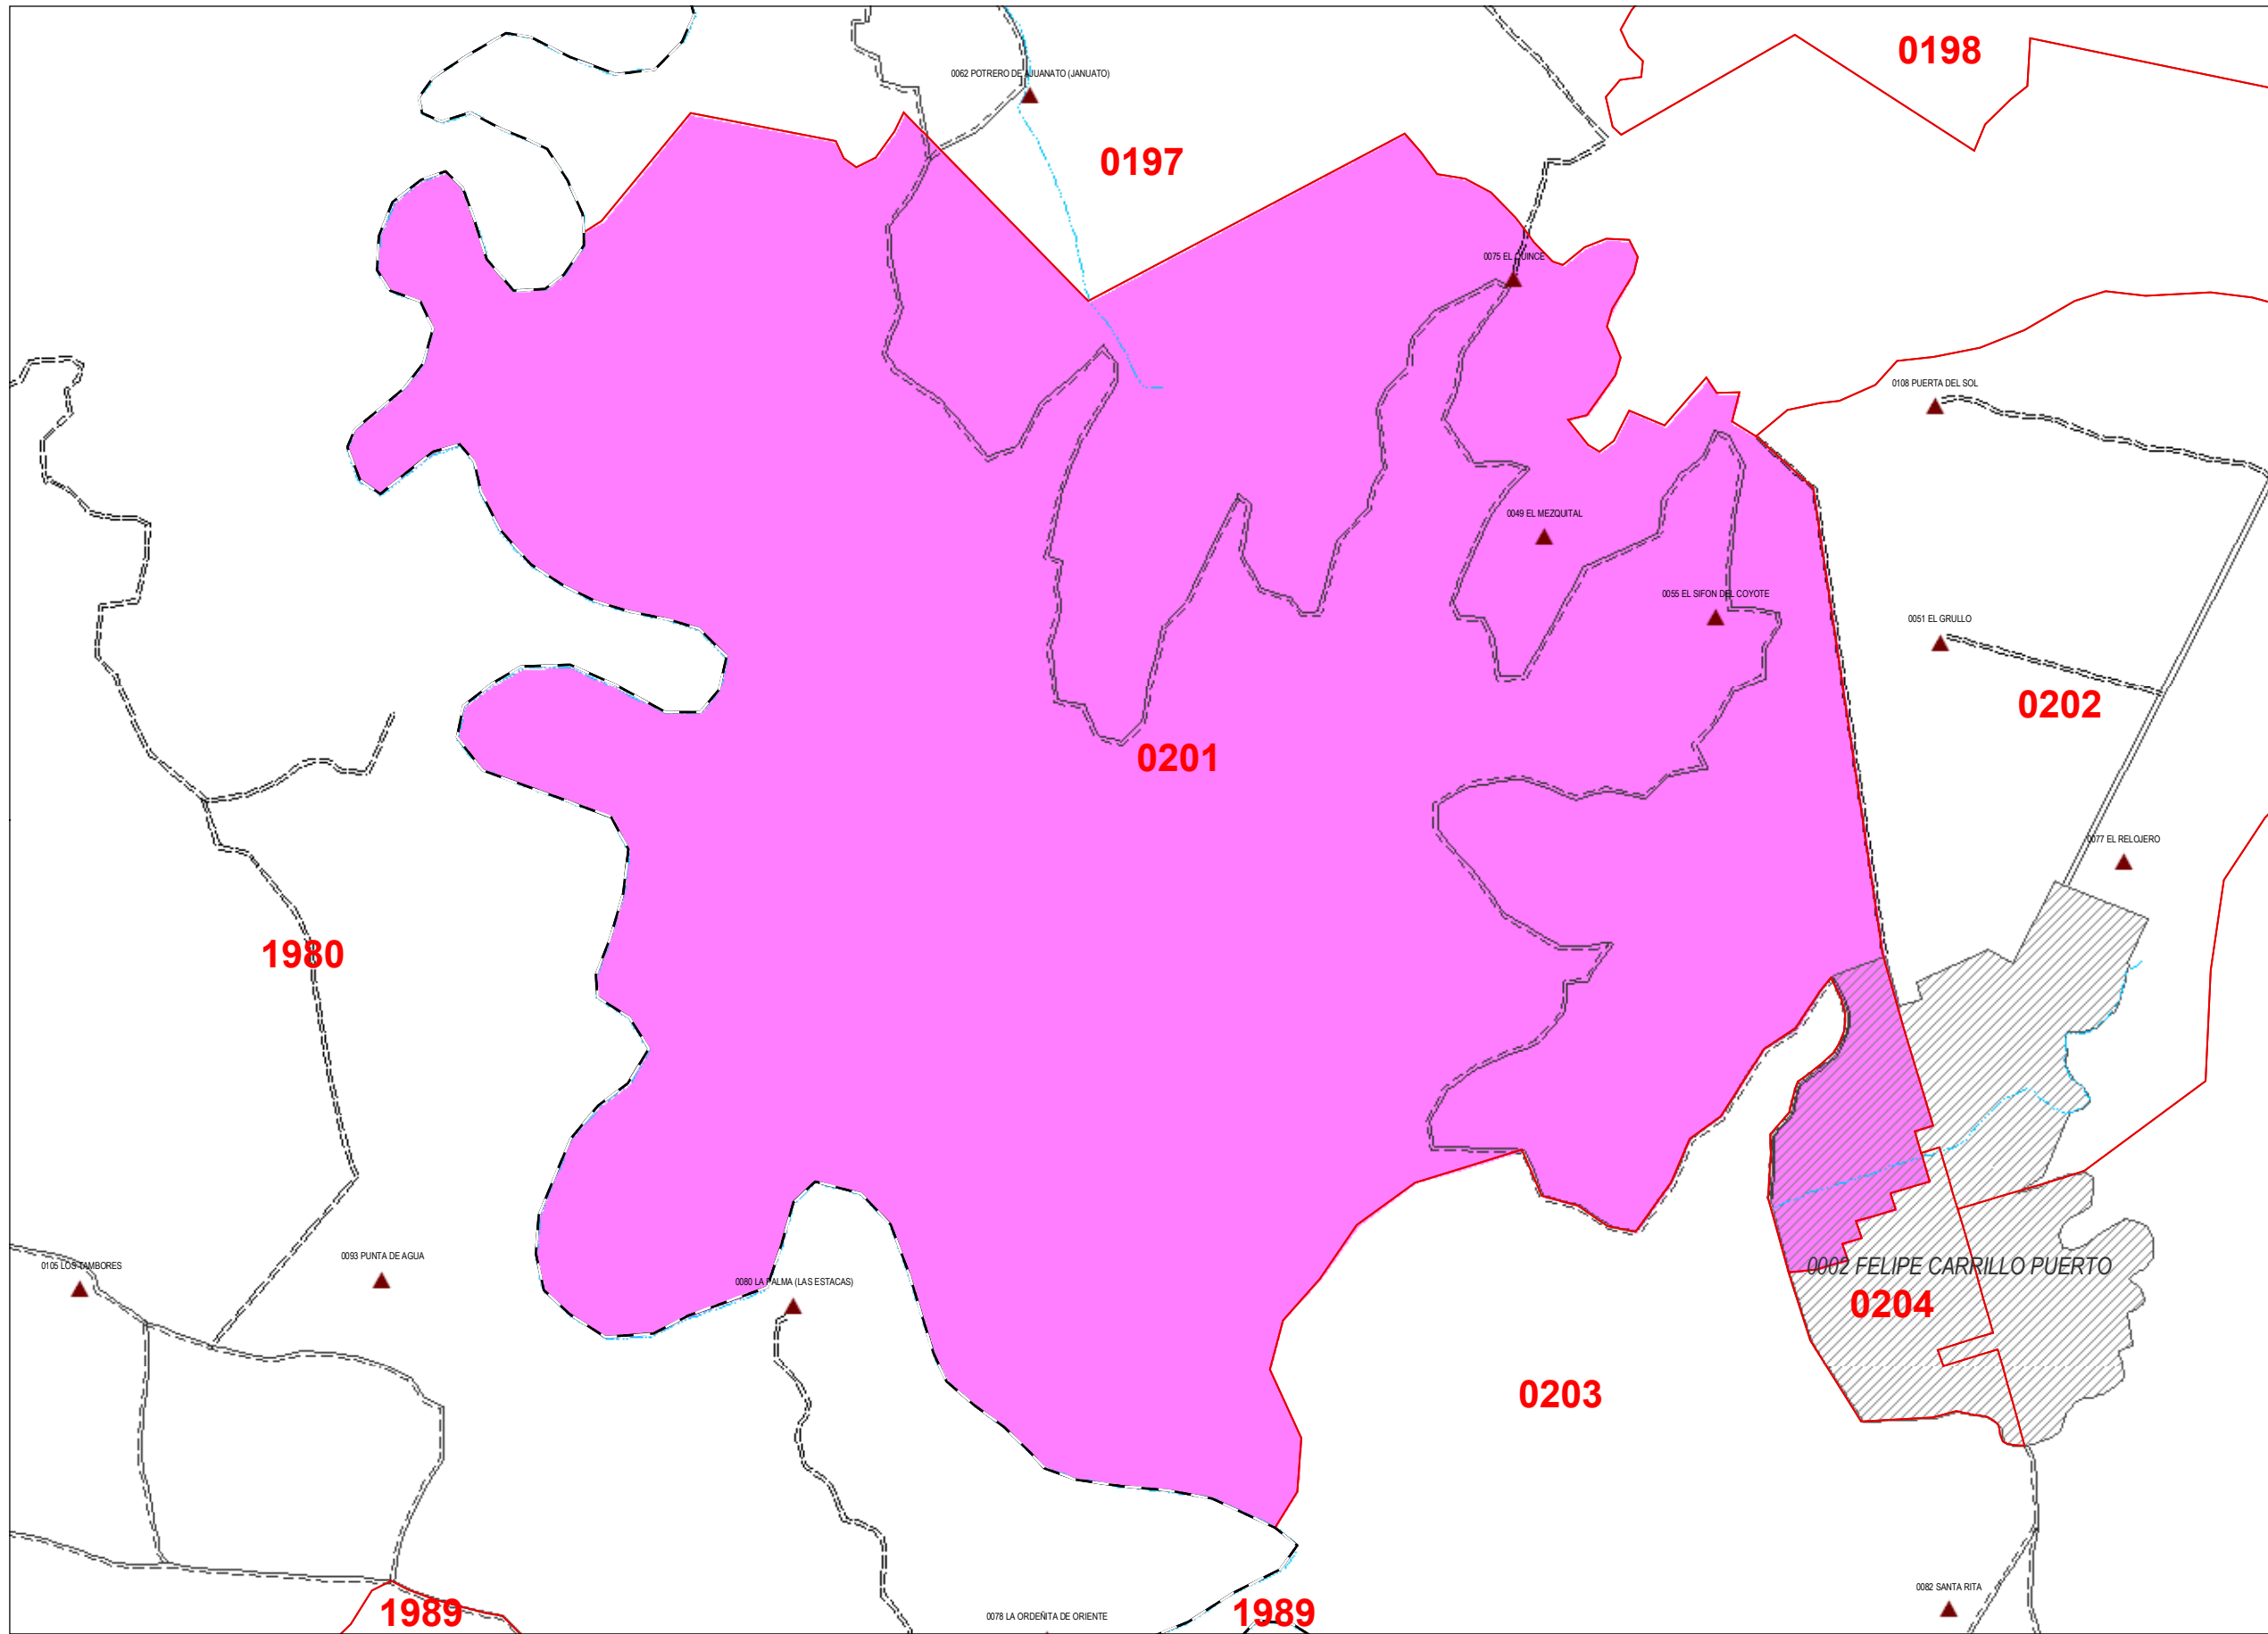 0198
0062 POTRERO DE AJUANATO (JANUATO)
0197
0075 EL QUINCE
0108 PUERTA DEL SOL
0049 EL MEZQUITAL
0055 EL SIFON DEL COYOTE
0051 EL GRULLO
0202
0201
0077 EL RELOJERO
1980
0093 PUNTA DE AGUA
0105 LOS TAMBORES
0080 LA PALMA (LAS ESTACAS)
0002 FELIPE CARRILLO PUERTO
0204
0203
0082 SANTA RITA
1989
1989
0078 LA ORDEÑITA DE ORIENTE